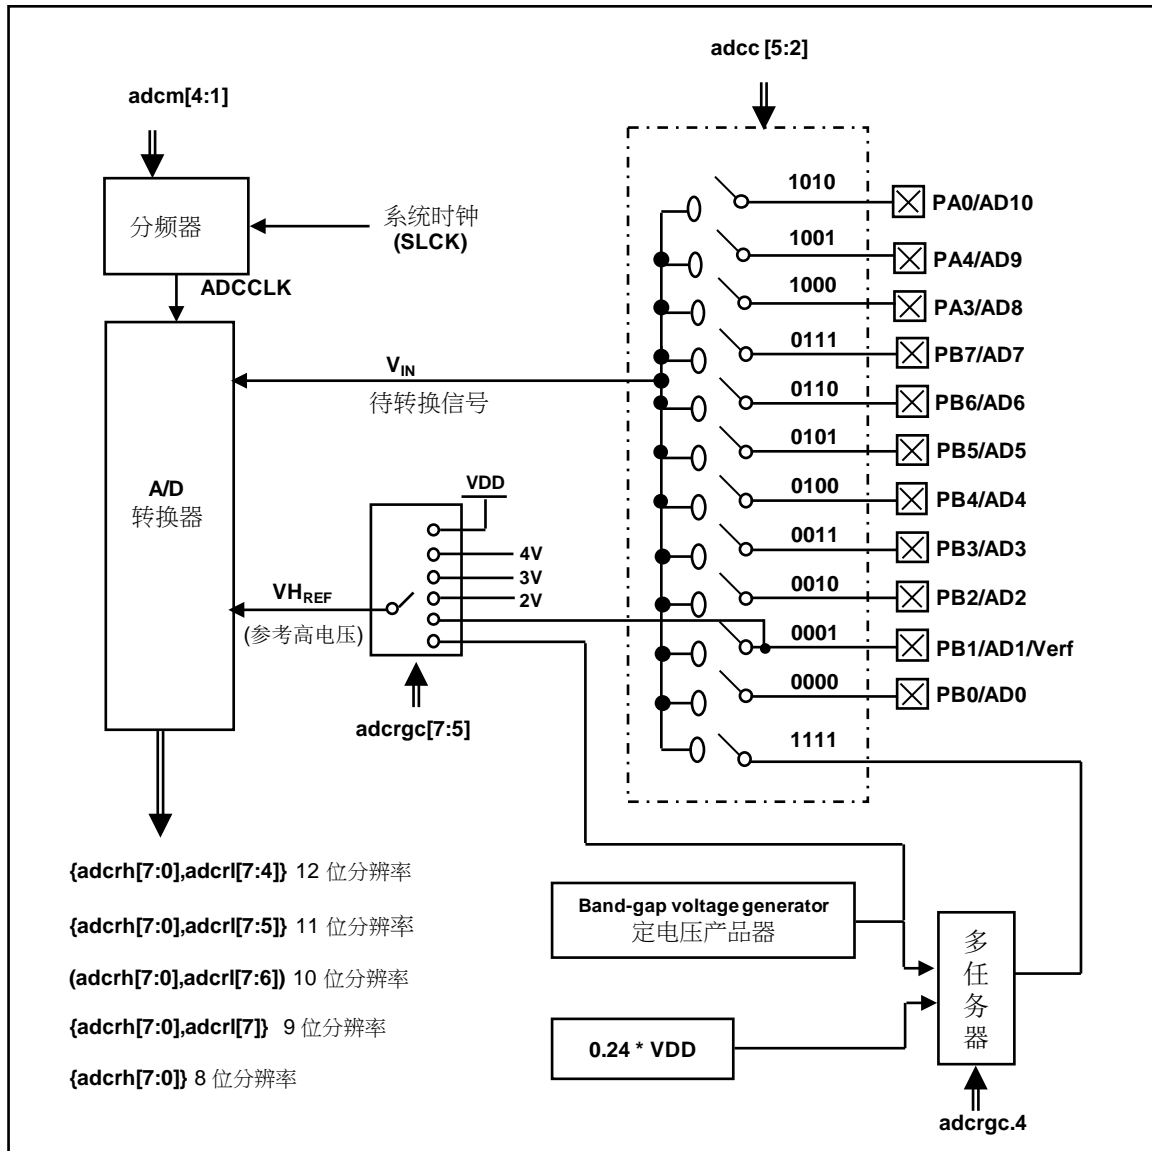 adcc [5:2]
adcm[4:1]
分频器
系统时钟
(SLCK)
ADCCLK
1010
PA0/AD10
1001
PA4/AD9
1000
PA3/AD8
0111
PB7/AD7
V_IN
待转换信号
0110
PB6/AD6
0101
PB5/AD5
A/D
转换器
VDD
0100
PB4/AD4
4V
3V
2V
0011
PB3/AD3
VH_REF
(参考高电压)
0010
PB2/AD2
0001
PB1/AD1/Verf
0000
PB0/AD0
adcrgc[7:5]
1111
{adcrh[7:0],adcrl[7:4]} 12 位分辨率
{adcrh[7:0],adcrl[7:5]} 11 位分辨率
(adcrh[7:0],adcrl[7:6]) 10 位分辨率
{adcrh[7:0],adcrl[7]} 9 位分辨率
{adcrh[7:0]} 8 位分辨率
Band-gap voltage generator
定电压产品器
0.24 * VDD
多
任
务
器
adcrgc.4